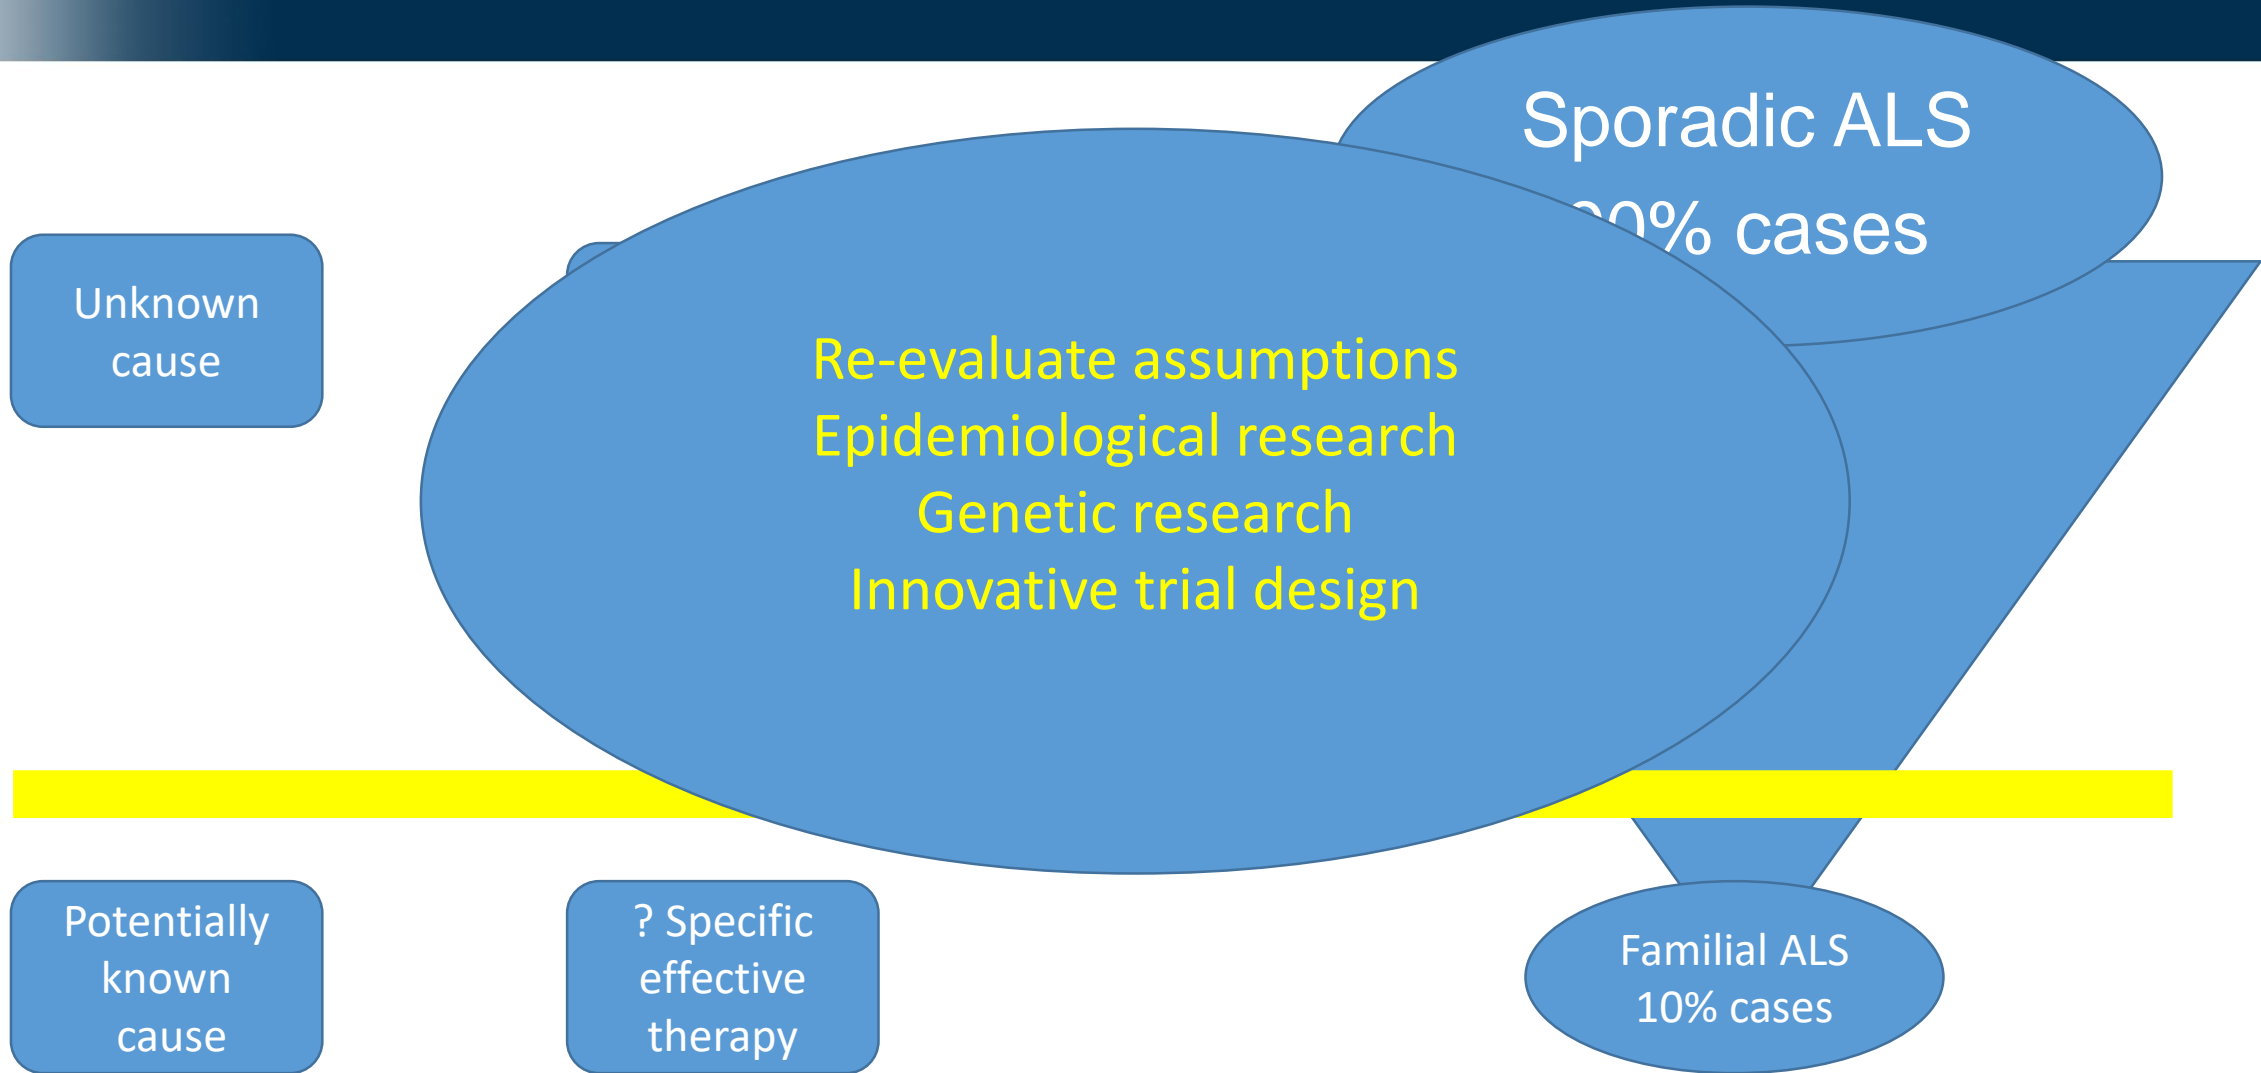 Sporadic ALS
90% cases
Unknown
cause
Re-evaluate assumptions
Epidemiological research
Genetic research
Innovative trial design
Potentially
known
cause
? Specific
effective
therapy
Familial ALS
10% cases